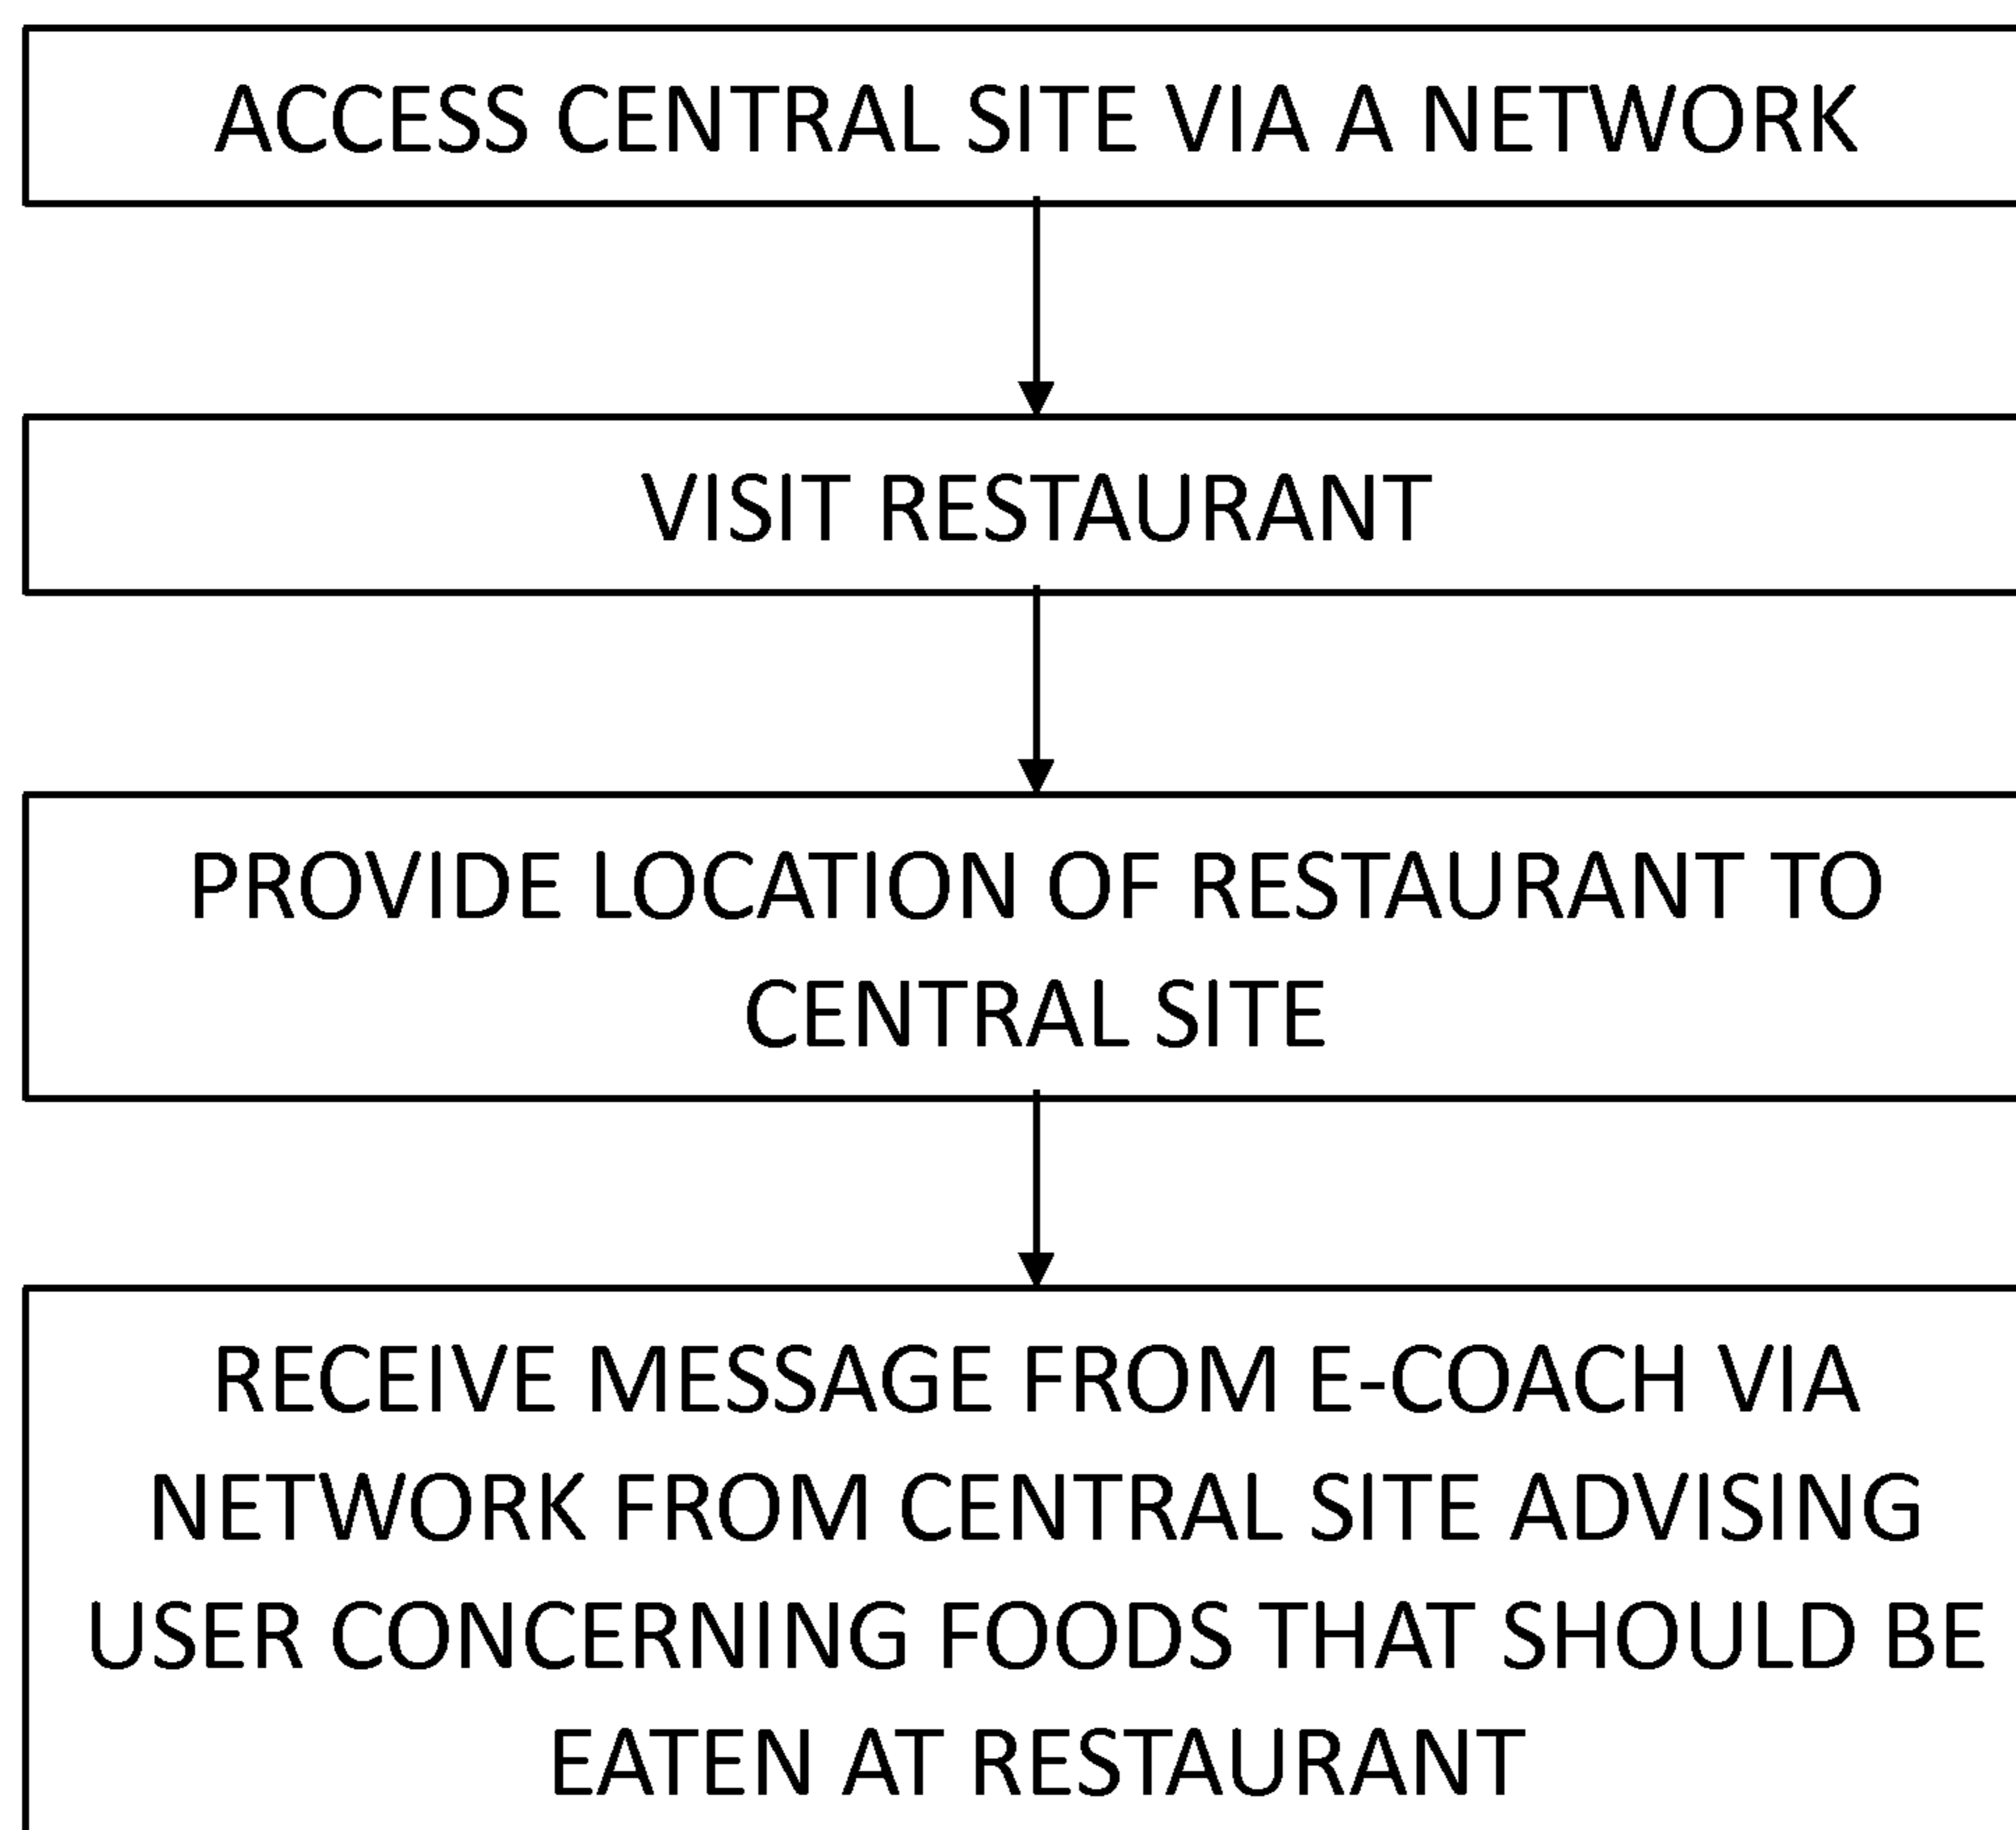 ACCESS CENTRAL SITE VIA A NETWORK
VISIT RESTAURANT
PROVIDE LOCATION OF RESTAURANT TO
CENTRAL SITE
RECEIVE MESSAGE FROM E-COACH VIA
NETWORK FROM CENTRAL SITE ADVISING
USER CONCERNING FOODS THAT SHOULD BE
EATEN AT RESTAURANT